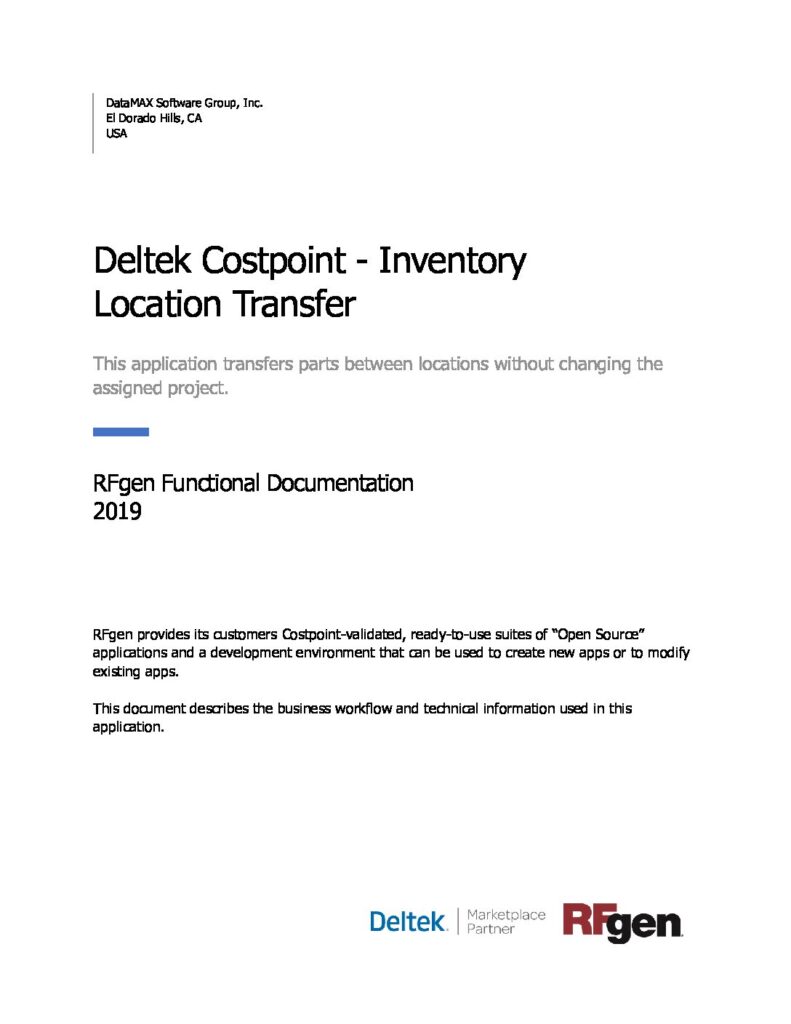 DataMAX Software Group, Inc.
El Dorado Hills, CA
USA
Deltek Costpoint - Inventory
Location Transfer
This application transfers parts between locations without changing the
assigned project.
RFgen Functional Documentation
2019
RFgen provides its customers Costpoint-validated, ready-to-use suites of “Open Source”
applications and a development environment that can be used to create new apps or to modify
existing apps.
This document describes the business workflow and technical information used in this
application.
Deltek. Marketplace
Partner
RFgen.